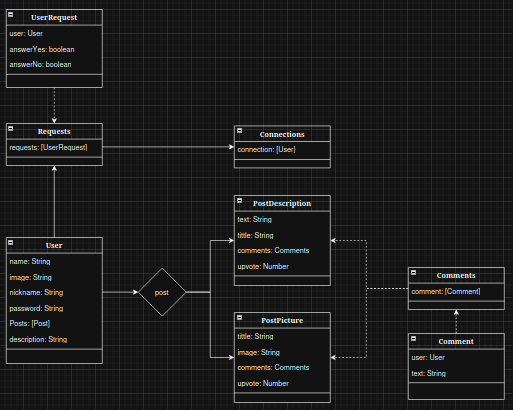 UserRequest
user: User
answerYes: boolean
answerNo: boolean
Requests
requests: [UserRequest]
Connections
connection: [User}
User
name: String
image: String
nickname: String
password: String
Posts: [Post]
description: String
post
PostDescription
text: String
tittle: String
comments: Comments
upvote: Number
PostPicture
tittle: String
image: String
comments: Comments
upvote: Number
Comments
comment: [Comment]
Comment
user: User
text: String